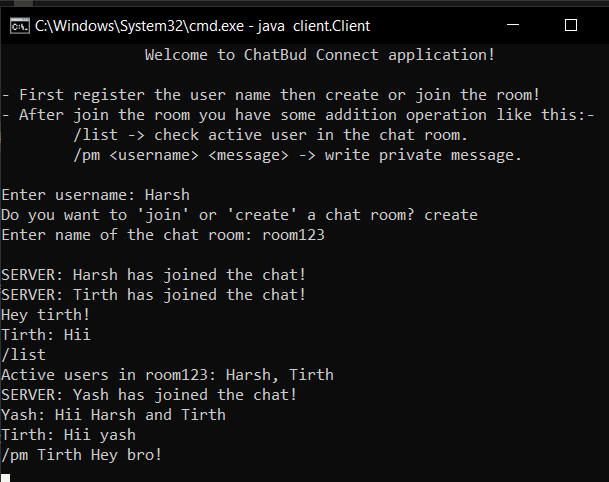 C:\Windows\System32\cmd.exe - java  client.Client
Welcome to ChatBud Connect application!
- First register the user name then create or join the room!
- After join the room you have some addition operation like this:-
/list -> check active user in the chat room.
/pm <username> <message> -> write private message.
Enter username: Harsh
Do you want to 'join' or 'create' a chat room? create
Enter name of the chat room: room123
SERVER: Harsh has joined the chat!
SERVER: Tirth has joined the chat!
Hey tirth!
Tirth: Hii
/list
Active users in room123: Harsh, Tirth
SERVER: Yash has joined the chat!
Yash: Hii Harsh and Tirth
Tirth: Hii yash
/pm Tirth Hey bro!